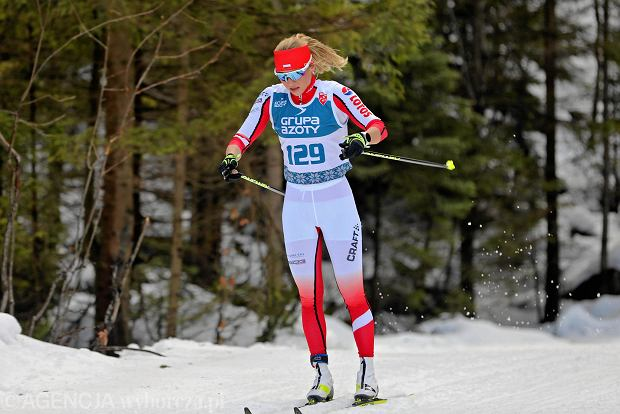 LOTOS
GRUPA
AZOTY
129
CRAFT
© AGENCJA wyborcza.pl